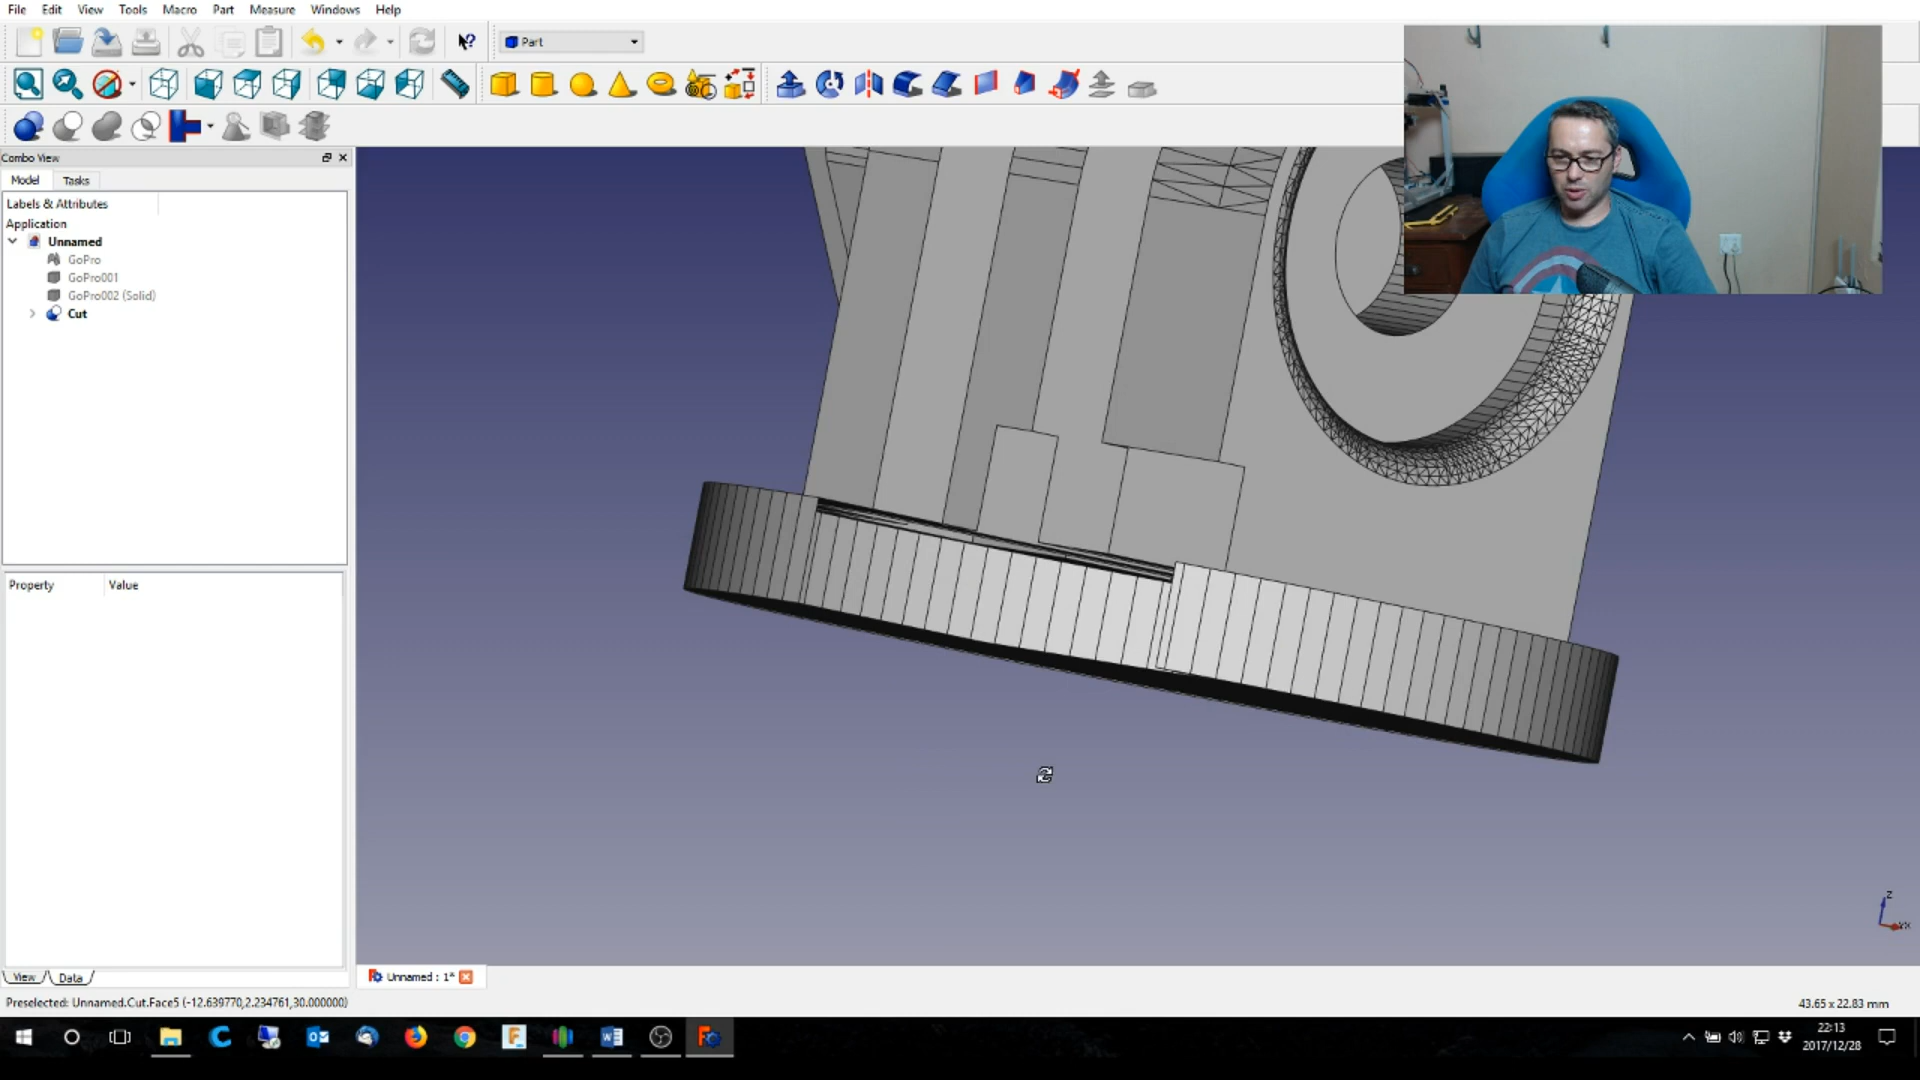 File Edit View Tools Macro Part Measure Windows Help
Part
Combo View
Model Tasks
Labels & Attributes
Application
Unnamed
GoPro
GoPro001
GoPro002 (Solid)
Cut
Property Value
View Data
Unnamed : 1*
Preselected: Unnamed.Cut.Face5 (-12.639770,2.234761,30.000000)
43.65 x 22.83 mm
Z
22:13
2017/12/28